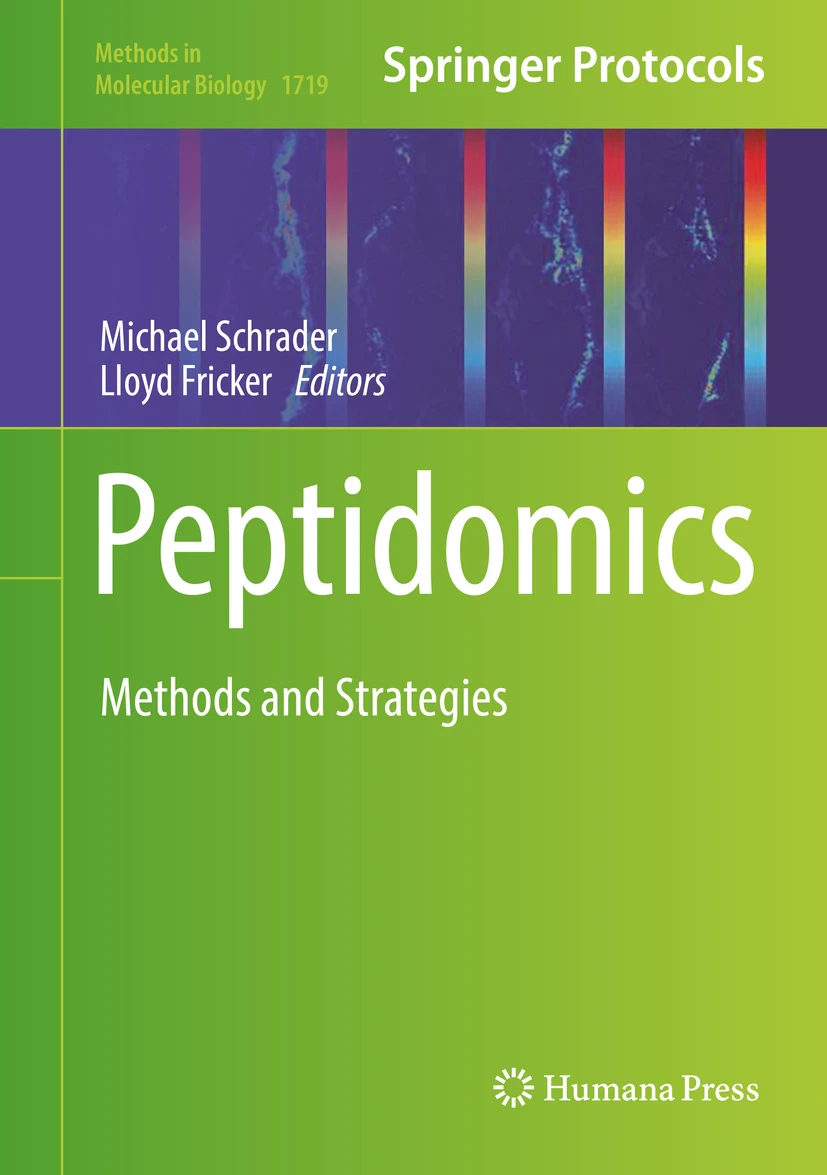 Methods in
Molecular Biology 1719
Springer Protocols
Michael Schrader
Lloyd Fricker Editors
Peptidomics
Methods and Strategies
Humana Press